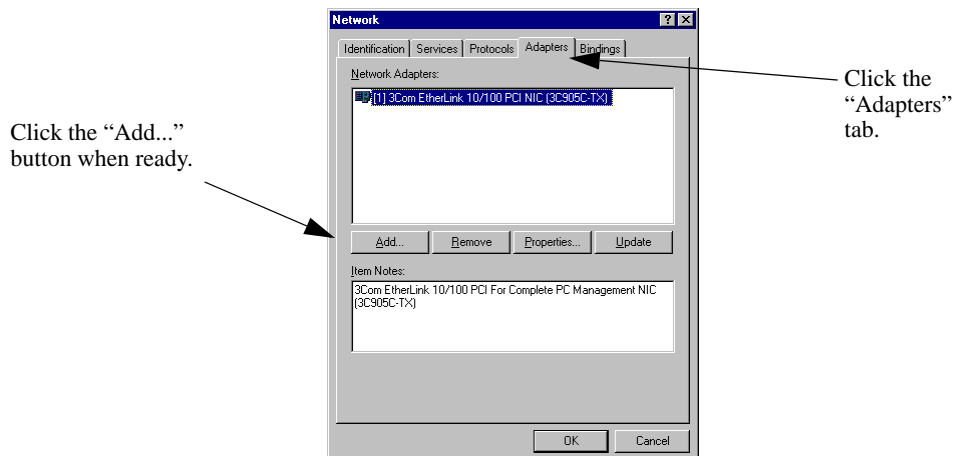 Network
Identification Services Protocols Adapters Bindings
Network Adapters:
[1] 3Com EtherLink 10/100 PCI NIC (3C905C-TX)
Click the
“Adapters”
tab.
Click the “Add...”
button when ready.
Add... Remove Properties... Update
Item Notes:
3Com EtherLink 10/100 PCI For Complete PC Management NIC
(3C905C-TX)
OK Cancel